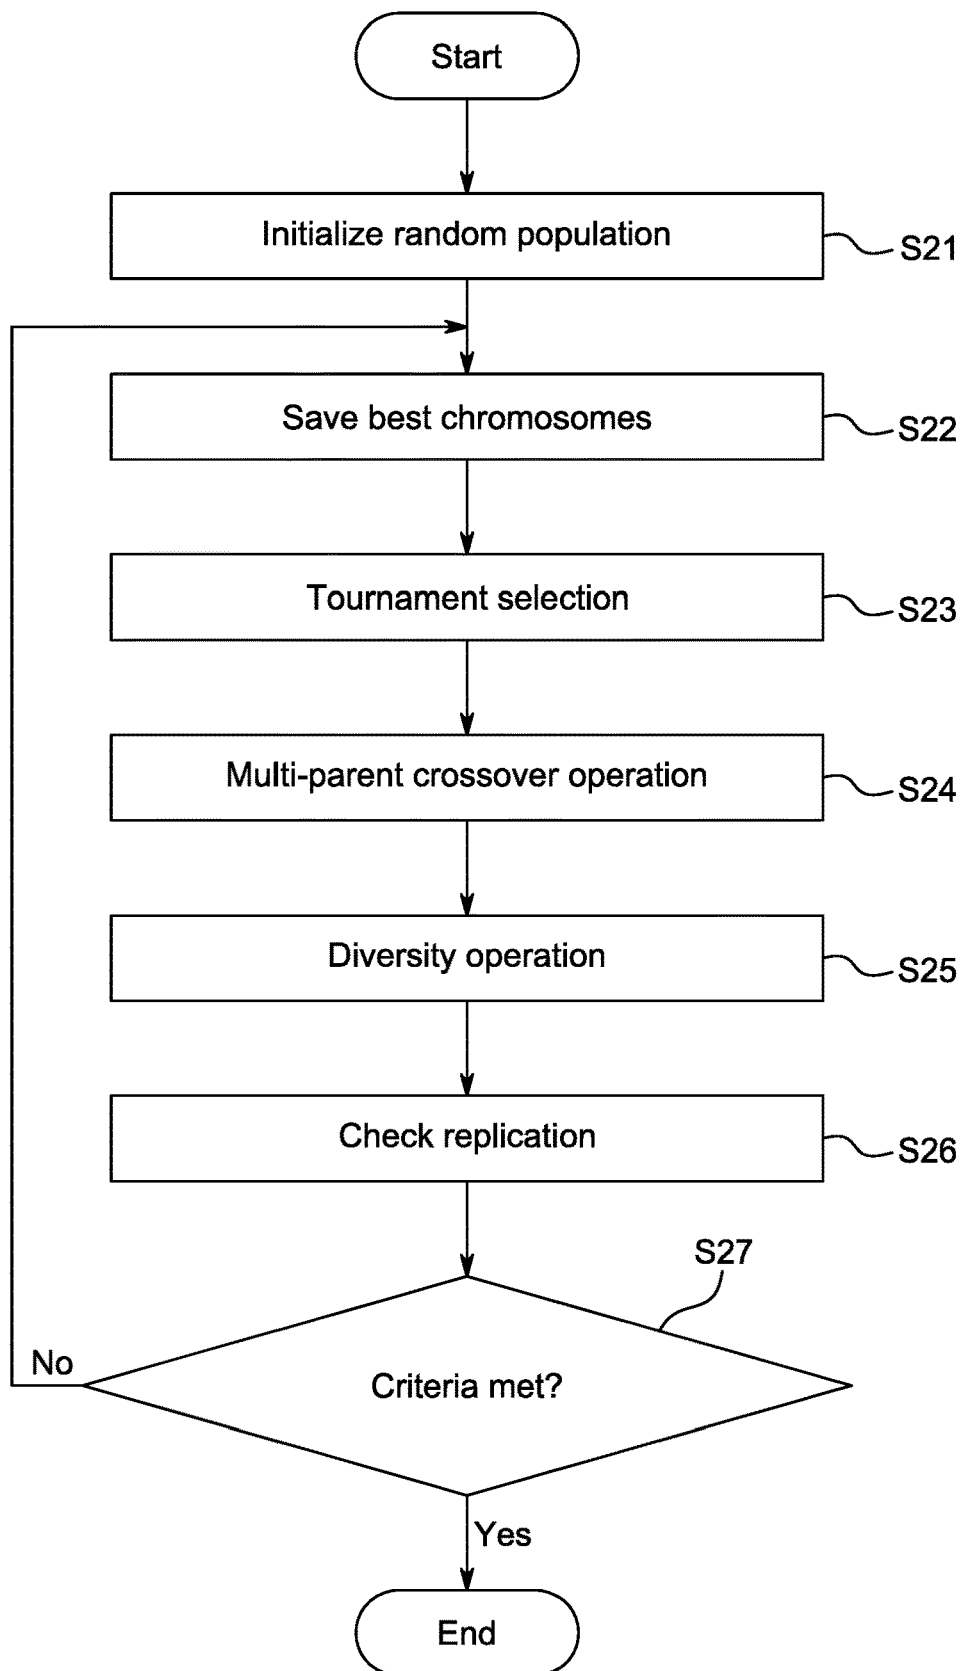 Start
Initialize random population
S21
Save best chromosomes
S22
Tournament selection
S23
Multi-parent crossover operation
S24
Diversity operation
S25
Check replication
S26
S27
No
Criteria met?
Yes
End